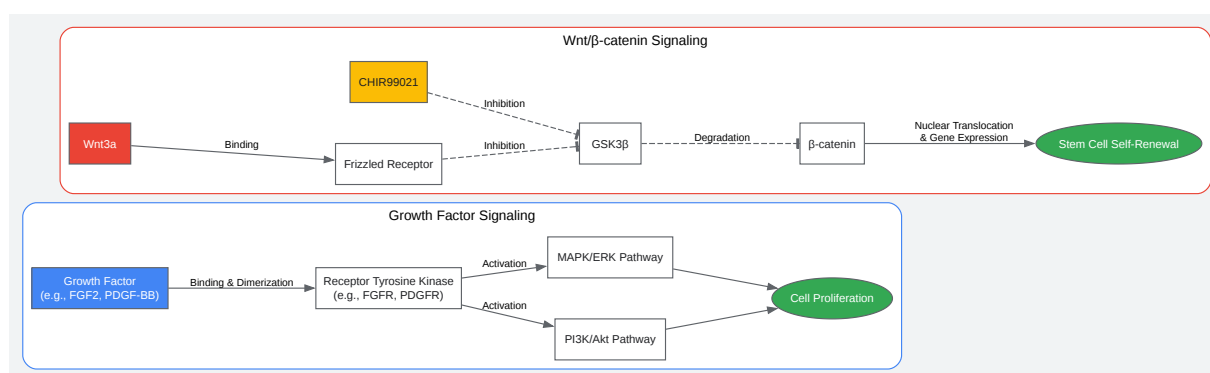 Wnt/β-catenin Signaling
CHIR99021
Inhibition
Wnt3a
Binding
Frizzled Receptor
Inhibition
GSK3β
Degradation
β-catenin
Nuclear Translocation
& Gene Expression
Stem Cell Self-Renewal
Growth Factor Signaling
Growth Factor
(e.g., FGF2, PDGF-BB)
Binding & Dimerization
Receptor Tyrosine Kinase
(e.g., FGFR, PDGFR)
Activation
MAPK/ERK Pathway
Activation
PI3K/Akt Pathway
Cell Proliferation